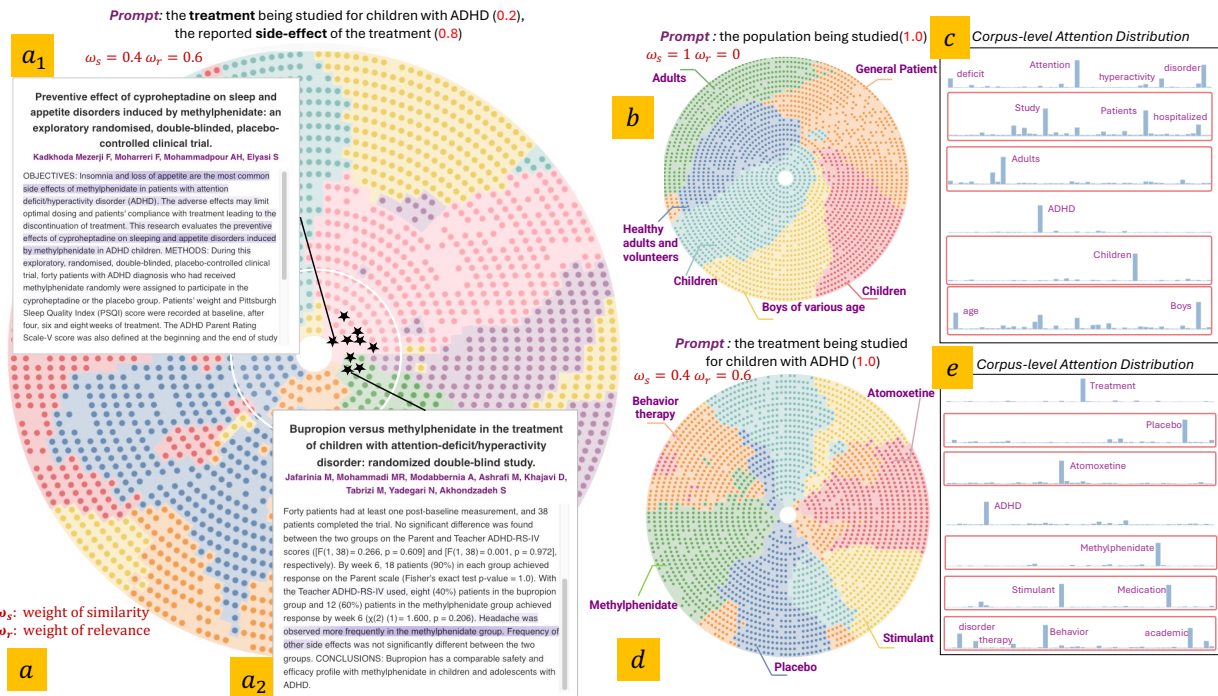 Prompt: the treatment being studied for children with ADHD (0.2),
the reported side-effect of the treatment (0.8)
a1
ωs = 0.4 ωr = 0.6
Preventive effect of cyproheptadine on sleep and
appetite disorders induced by methylphenidate: an
exploratory randomised, double-blinded, placebo-
controlled clinical trial.
Kadkhoda Mezerji F, Moharreri F, Mohammadpour AH, Elyasi S
OBJECTIVES: Insomnia and loss of appetite are the most common
side effects of methylphenidate in patients with attention
deficit/hyperactivity disorder (ADHD). The adverse effects may limit
optimal dosing and patients' compliance with treatment leading to the
discontinuation of treatment. This research evaluates the preventive
effects of cyproheptadine on sleeping and appetite disorders induced
by methylphenidate in ADHD children. METHODS: During this
exploratory, randomised, double-blinded, placebo-controlled clinical
trial, forty patients with ADHD diagnosis who had received
methylphenidate randomly were assigned to participate in the
cyproheptadine or the placebo group. Patients' weight and Pittsburgh
Sleep Quality Index (PSQI) score were recorded at baseline, after
four, six and eight weeks of treatment. The ADHD Parent Rating
Scale-V score was also defined at the beginning and the end of study
Bupropion versus methylphenidate in the treatment
of children with attention-deficit/hyperactivity
disorder: randomized double-blind study.
Jafarinia M, Mohammadi MR, Modabbernia A, Ashrafi M, Khajavi D,
Tabrizi M, Yadegari N, Akhondzadeh S
Forty patients had at least one post-baseline measurement, and 38
patients completed the trial. No significant difference was found
between the two groups on the Parent and Teacher ADHD-RS-IV
scores ([F(1, 38) = 0.266, p = 0.609] and [F(1, 38) = 0.001, p = 0.972],
respectively). By week 6, 18 patients (90%) in each group achieved
response on the Parent scale (Fisher's exact test p-value = 1.0). With
the Teacher ADHD-RS-IV used, eight (40%) patients in the bupropion
group and 12 (60%) patients in the methylphenidate group achieved
response by week 6 (χ(2) (1) = 1.600, p = 0.206). Headache was
observed more frequently in the methylphenidate group. Frequency of
other side effects was not significantly different between the two
groups. CONCLUSIONS: Bupropion has a comparable safety and
efficacy profile with methylphenidate in children and adolescents with
ADHD.
ωs: weight of similarity
ωr: weight of relevance
a
a2
Prompt: the population being studied(1.0)
ωs = 1 ωr = 0
Adults
General Patient
b
Healthy
adults and
volunteers
Children
Boys of various age
Children
c
Corpus-level Attention Distribution
deficit
Attention
hyperactivity
disorder
Study
Patients
hospitalized
Adults
ADHD
Children
age
Boys
Prompt: the treatment being studied
for children with ADHD (1.0)
ωs = 0.4 ωr = 0.6
Behavior
therapy
Atomoxetine
Methylphenidate
Stimulant
Placebo
d
e
Corpus-level Attention Distribution
Treatment
Placebo
Atomoxetine
ADHD
Methylphenidate
Stimulant
Medication
disorder
therapy
Behavior
academic